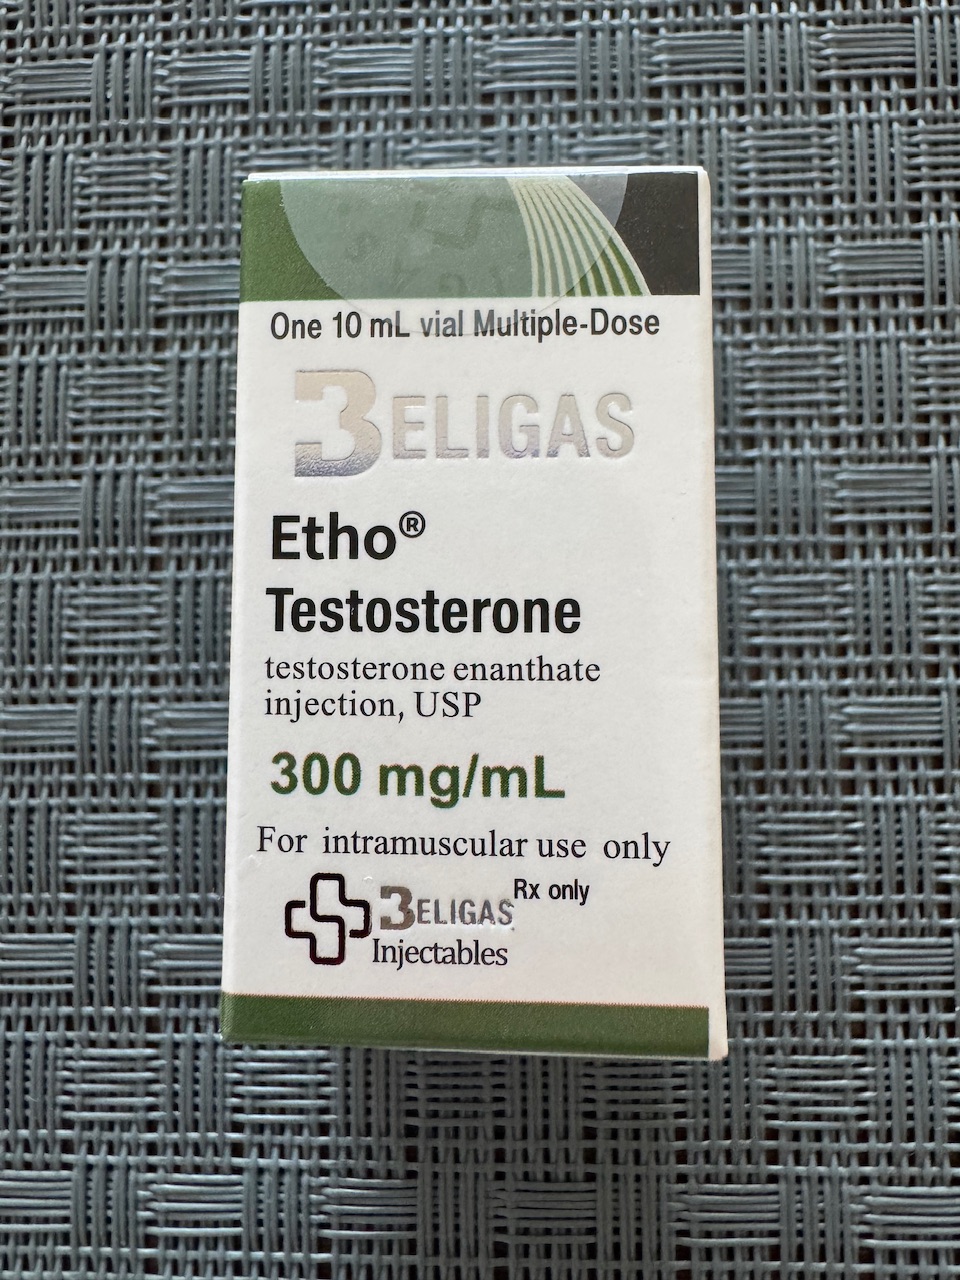 One 10 mL vial Multiple-Dose
BELIGAS
Etho®
Testosterone
testosterone enanthate
injection, USP
300 mg/mL
For intramuscular use only
Rx only
BELIGAS
Injectables